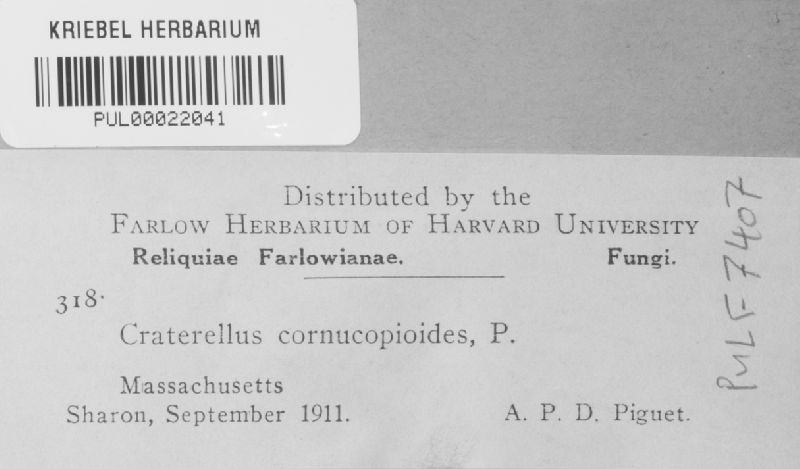 KRIEBEL HERBARIUM
PUL00022041
Distributed by the
FARLOW HERBARIUM OF HARVARD UNIVERSITY
Reliquiae Farlowianae. Fungi.
318.
Craterellus cornucopioides, P.
Massachusetts
Sharon, September 1911. A. P. D. Piguet.
PUL F 7407